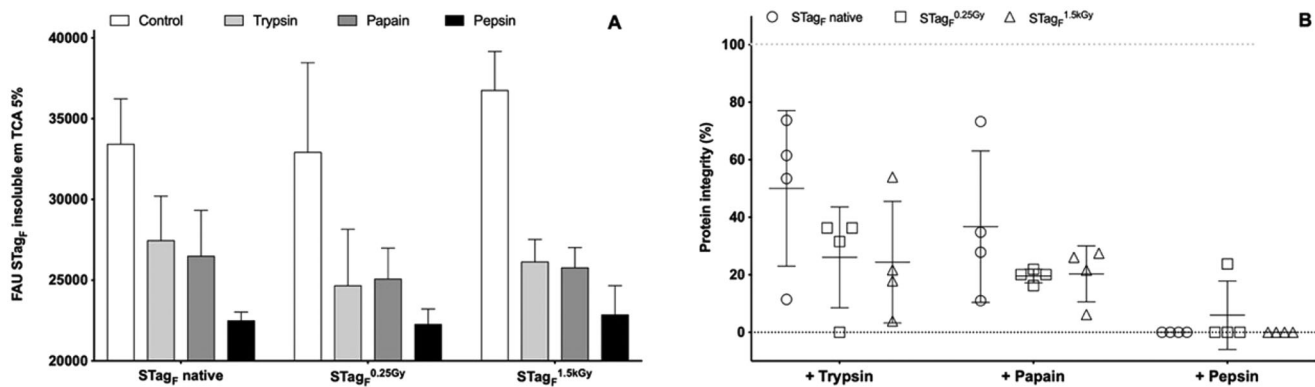 Control Trypsin Papain Pepsin
A
FAU STagF insoluble em TCA 5%
40000
35000
30000
25000
20000
STagF native STagF0.25Gy STagF1.5kGy
STagF native STagF0.25Gy STagF1.5kGy
B
Protein integrity (%)
100
80
60
40
20
0
+ Trypsin + Papain + Pepsin